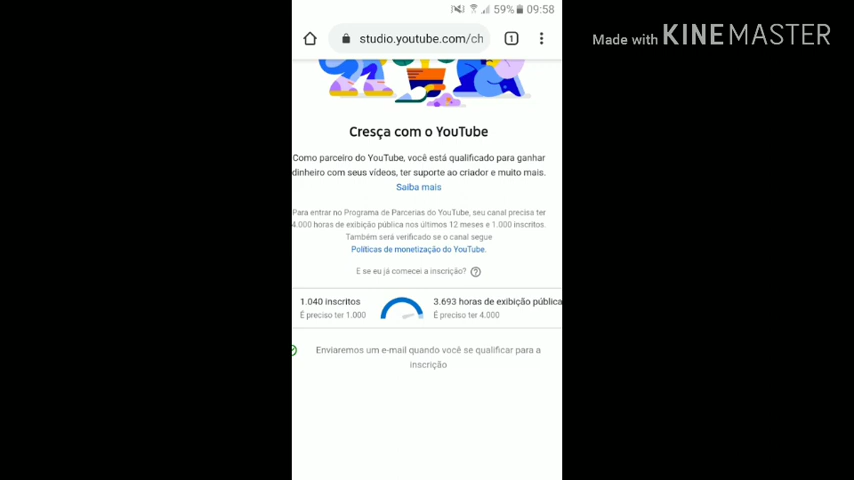 59% 09:58
studio.youtube.com/ch
1
Made with KINEMASTER
Cresça com o YouTube
Como parceiro do YouTube, você está qualificado para ganhar
dinheiro com seus vídeos, ter suporte ao criador e muito mais.
Saiba mais
Para entrar no Programa de Parcerias do YouTube, seu canal precisa ter
4.000 horas de exibição pública nos últimos 12 meses e 1.000 inscritos.
Também será verificado se o canal segue
Políticas de monetização do YouTube.
E se eu já comecei a inscrição? ?
1.040 inscritos
É preciso ter 1.000
3.693 horas de exibição pública
É preciso ter 4.000
Enviaremos um e-mail quando você se qualificar para a
inscrição